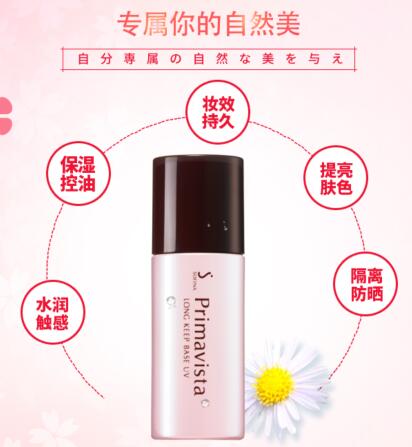 专属你的自然美
自分専属の自然な美を与え
妆效
持久
保湿
控油
提亮
肤色
隔离
防晒
水润
触感
S
SOFINA
Primavista
LONG KEEP BASE UV